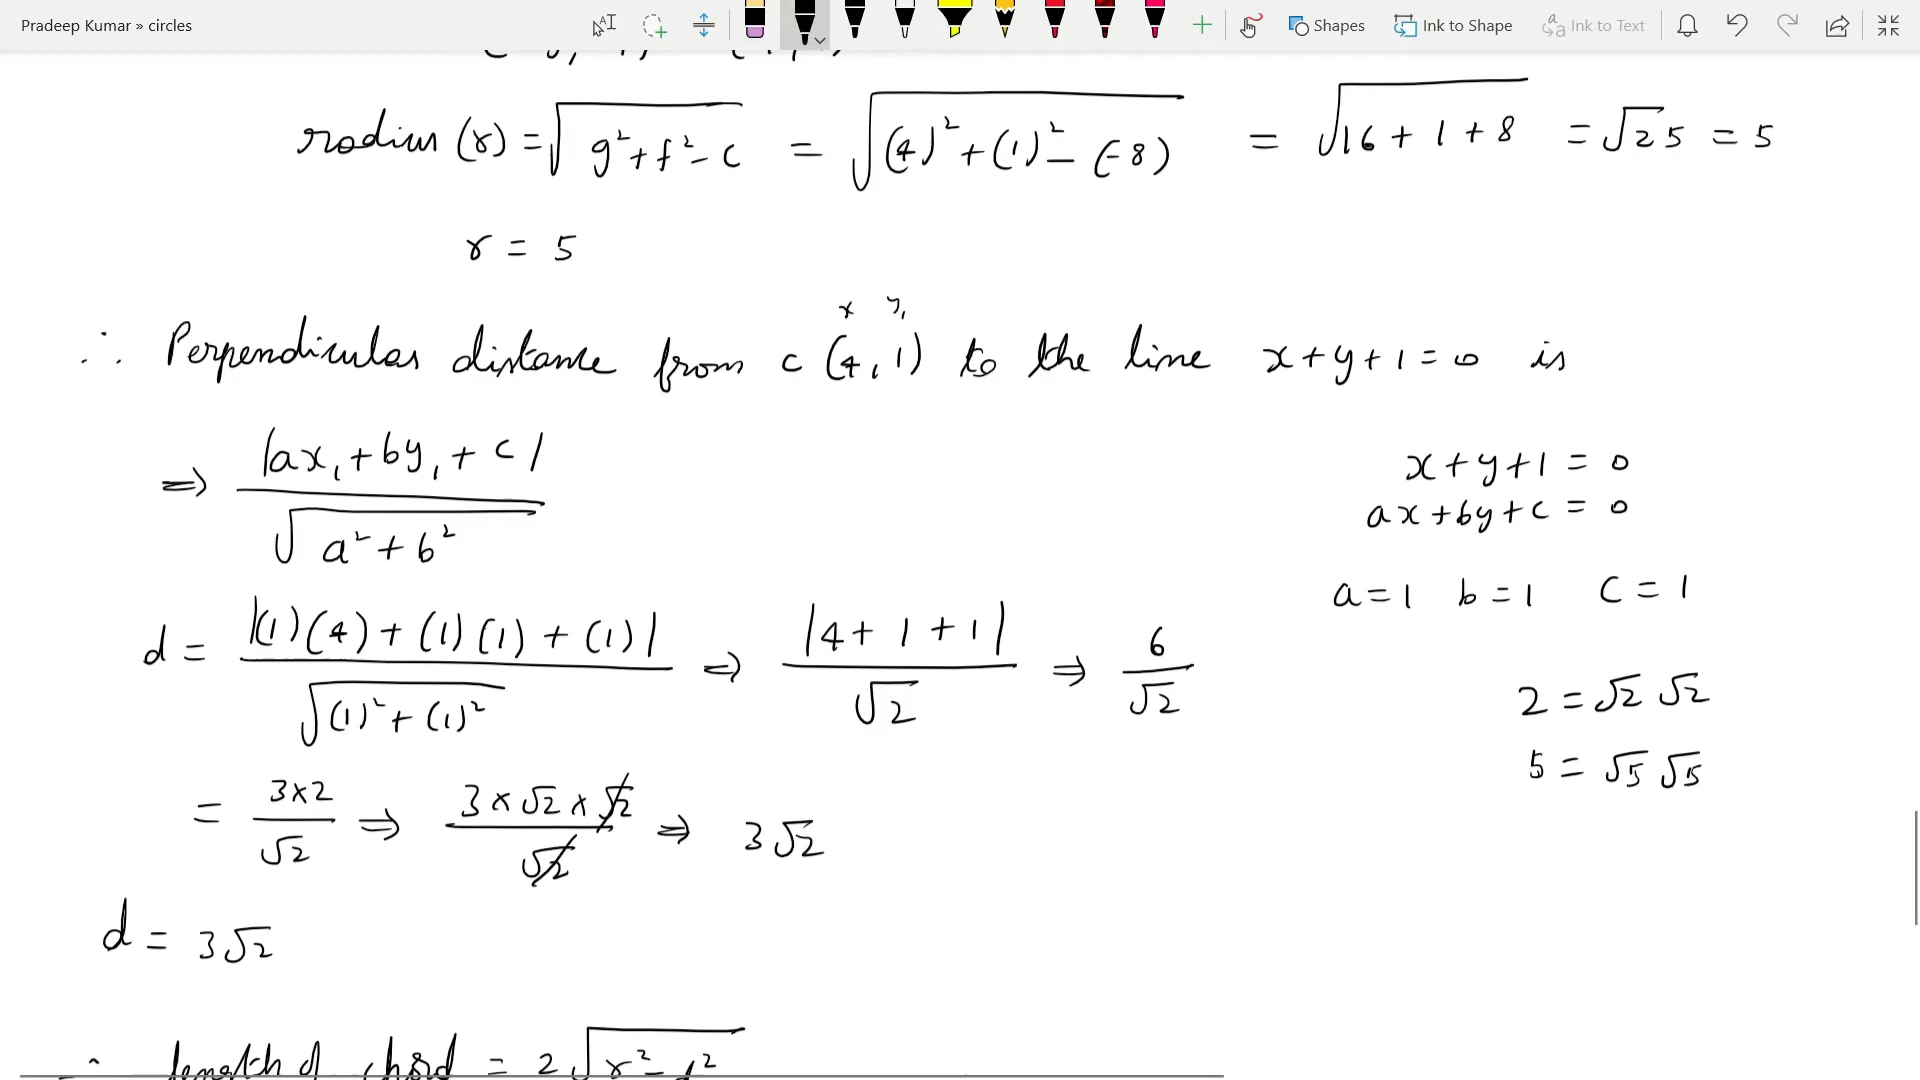 Pradeep Kumar » circles
Shapes
Ink to Shape
Ink to Text
radius (r) = √(g² + f² - c) = √((4)² + (1)² - (-8)) = √(16 + 1 + 8) = √25 = 5
r = 5
x y₁
∴ Perpendicular distance from c (4, 1) to the line x + y + 1 = 0 is
⇒ |ax₁ + by₁ + c| / √(a² + b²)
x + y + 1 = 0
ax + by + c = 0
a = 1 b = 1 c = 1
d = |(1)(4) + (1)(1) + (1)| / √((1)² + (1)²) ⇒ |4 + 1 + 1| / √2 ⇒ 6 / √2
2 = √2 √2
5 = √5 √5
= 3×2 / √2 ⇒ 3 × √2 × √2 / √2 ⇒ 3√2
d = 3√2
∴ length of chord = 2√(r² - d²)